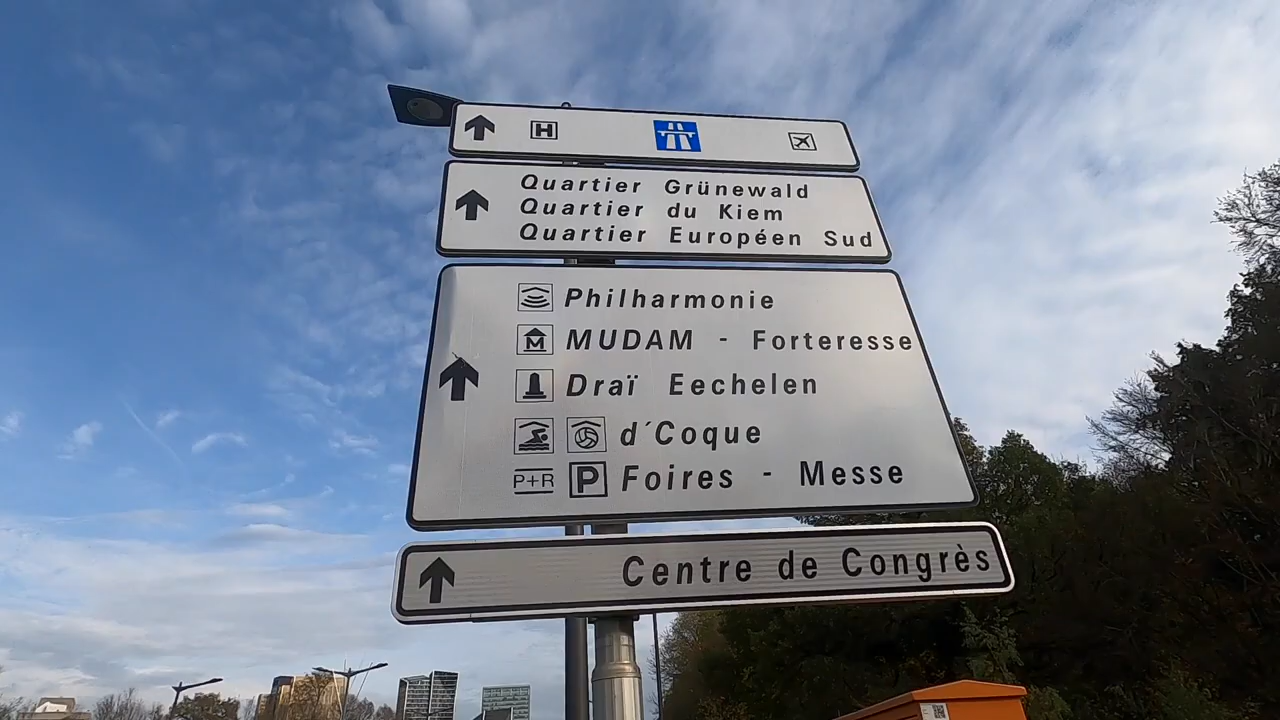 H
Quartier Grünewald
Quartier du Kiem
Quartier Européen Sud
Philharmonie
M MUDAM - Forteresse
Draï Eechelen
d´Coque
P+R P Foires - Messe
Centre de Congrès